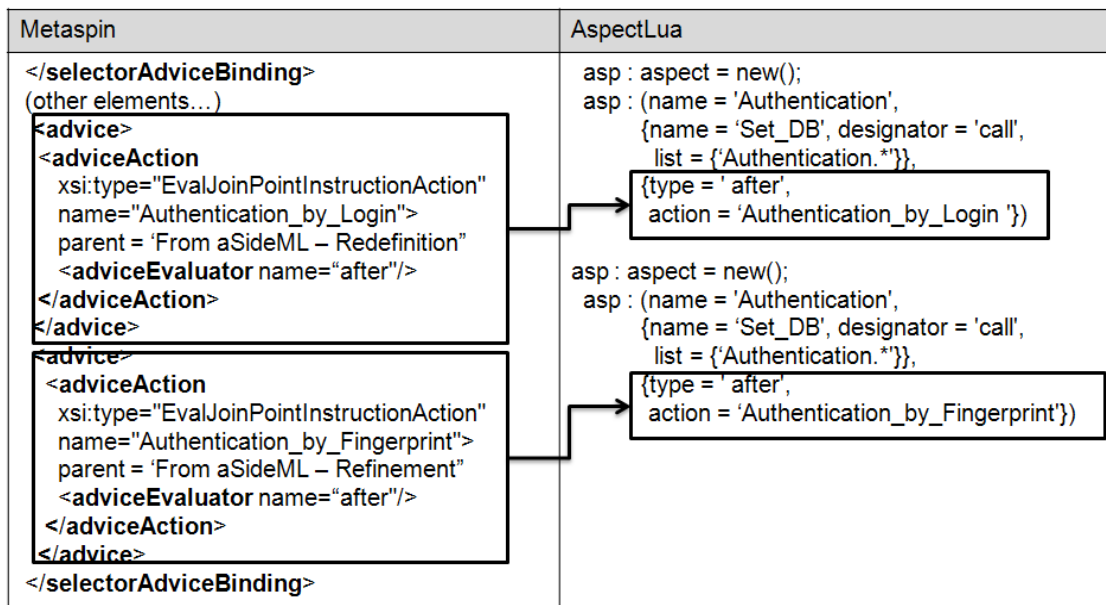 Metaspin
</selectorAdviceBinding>
(other elements…)
<advice>
<adviceAction
xsi:type="EvalJoinPointInstructionAction"
name="Authentication_by_Login">
parent = ‘From aSideML – Redefinition”
<adviceEvaluator name=“after"/>
</adviceAction>
</advice>
<advice>
<adviceAction
xsi:type="EvalJoinPointInstructionAction"
name="Authentication_by_Fingerprint">
parent = ‘From aSideML – Refinement”
<adviceEvaluator name=“after"/>
</adviceAction>
</advice>
</selectorAdviceBinding>
AspectLua
asp : aspect = new();
asp : (name = 'Authentication',
{name = ‘Set_DB', designator = 'call',
list = {‘Authentication.*'}},
{type = ' after',
action = ‘Authentication_by_Login '})
asp : aspect = new();
asp : (name = 'Authentication',
{name = ‘Set_DB', designator = 'call',
list = {‘Authentication.*'}},
{type = ' after',
action = ‘Authentication_by_Fingerprint'})